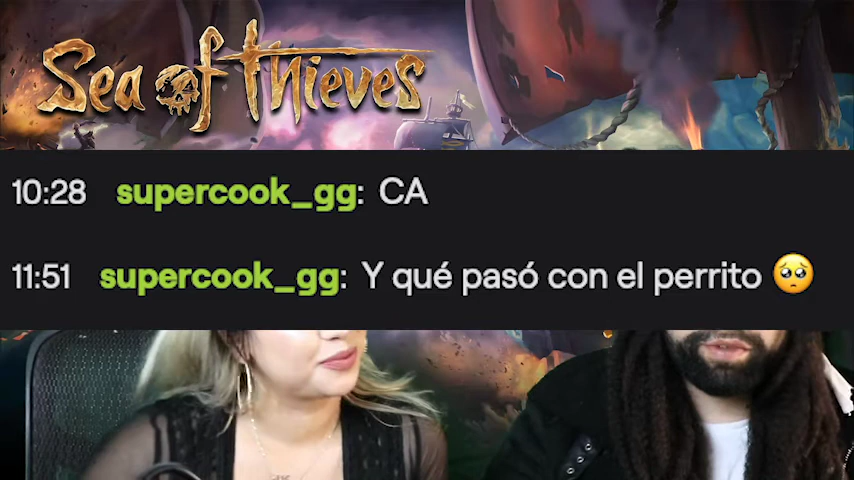 Sea of Thieves
10:28 supercook_gg: CA
11:51 supercook_gg: Y qué pasó con el perrito 🥺